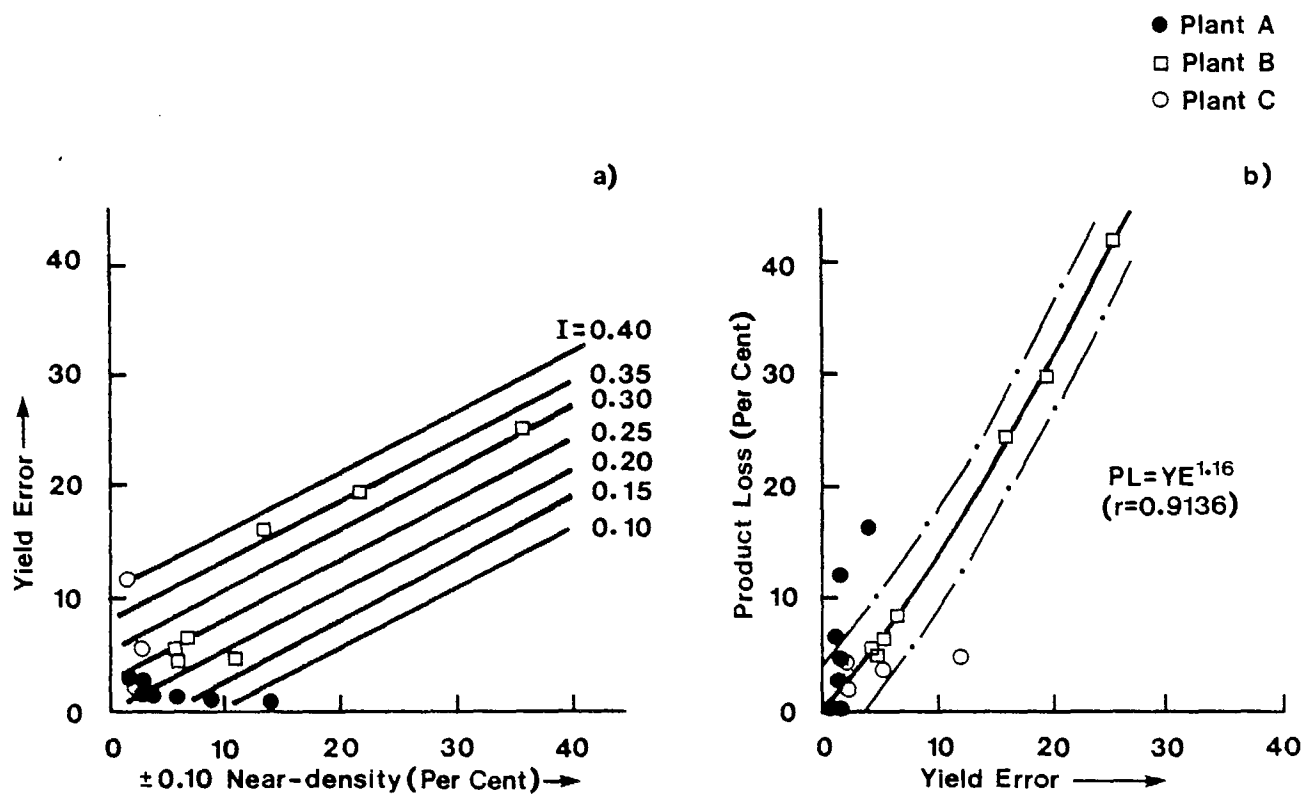 Plant A
Plant B
Plant C
a)
40
30
20
10
0
Yield Error
I=0.40
0.35
0.30
0.25
0.20
0.15
0.10
0 10 20 30 40
±0.10 Near-density (Per Cent)
b)
40
30
20
10
0
Product Loss (Per Cent)
PL=YE^1.16
(r=0.9136)
0 10 20 30 40
Yield Error